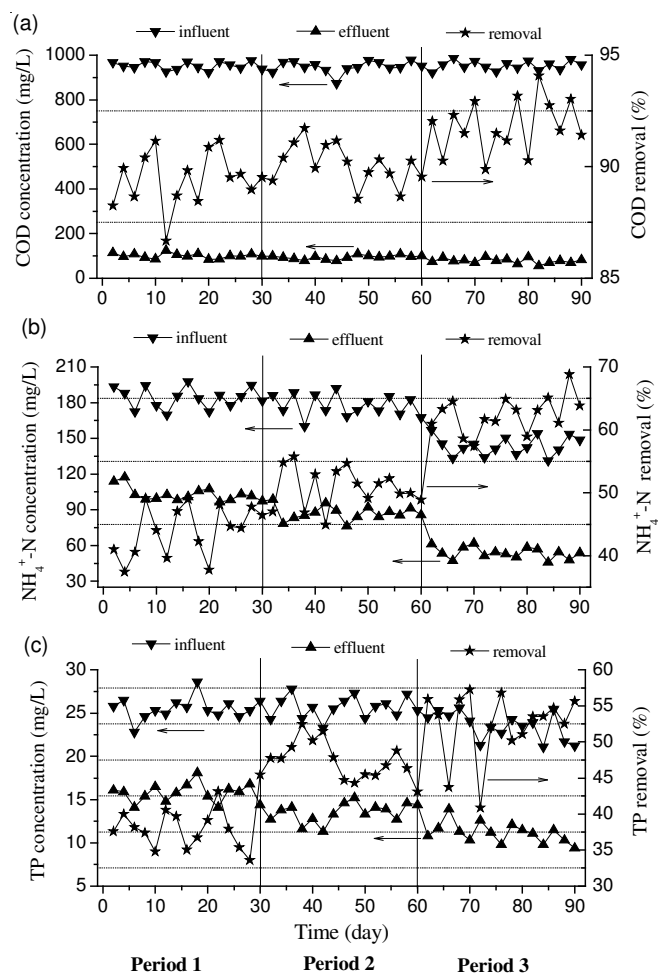 (a)
influent effluent removal
COD concentration (mg/L)
1000
800
600
400
200
0
0 10 20 30 40 50 60 70 80 90
95
90
85
COD removal (%)
(b)
influent effluent removal
NH₄⁺-N concentration (mg/L)
210
180
150
120
90
60
30
0 10 20 30 40 50 60 70 80 90
70
60
50
40
NH₄⁺-N removal (%)
(c)
influent effluent removal
TP concentration (mg/L)
30
25
20
15
10
5
0 10 20 30 40 50 60 70 80 90
60
55
50
45
40
35
30
TP removal (%)
Time (day)
Period 1 Period 2 Period 3